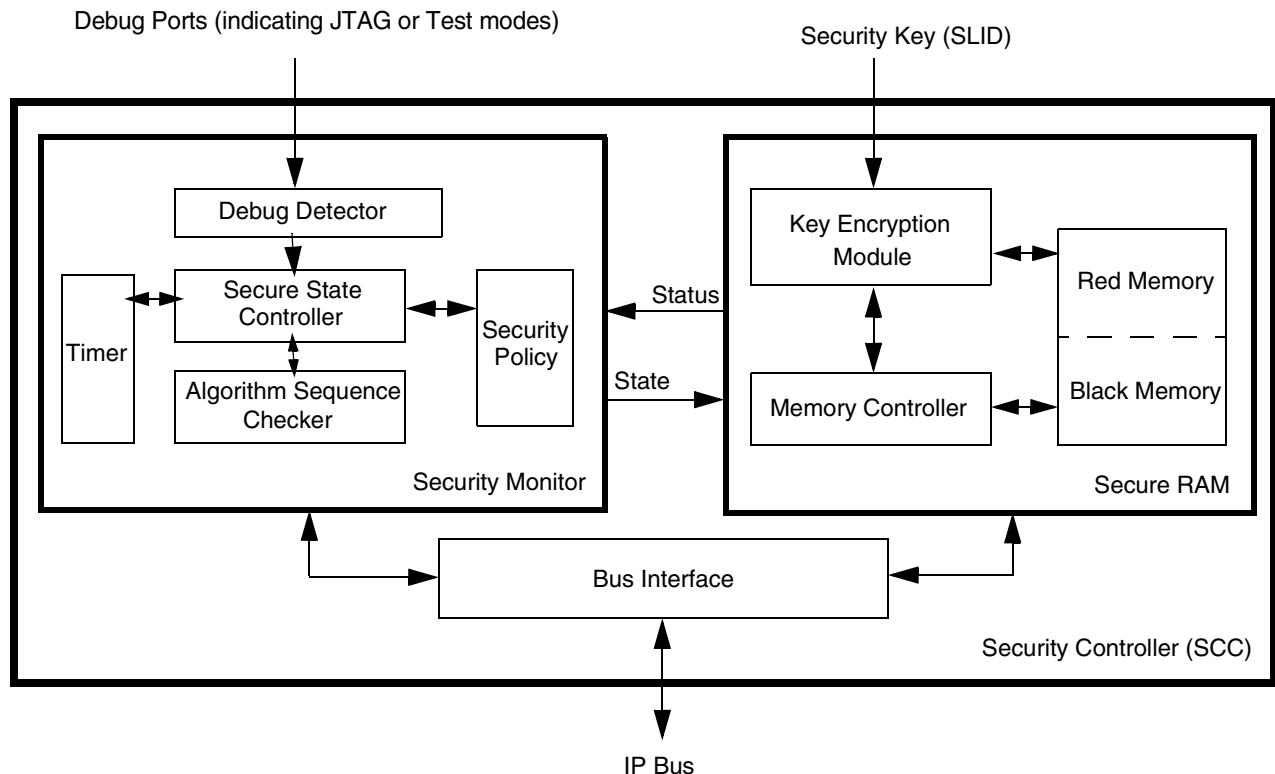 Debug Ports (indicating JTAG or Test modes)
Security Key (SLID)
Debug Detector
Secure State
Controller
Timer
Security
Policy
Algorithm Sequence
Checker
Security Monitor
Status
State
Key Encryption
Module
Red Memory
Black Memory
Memory Controller
Secure RAM
Bus Interface
Security Controller (SCC)
IP Bus